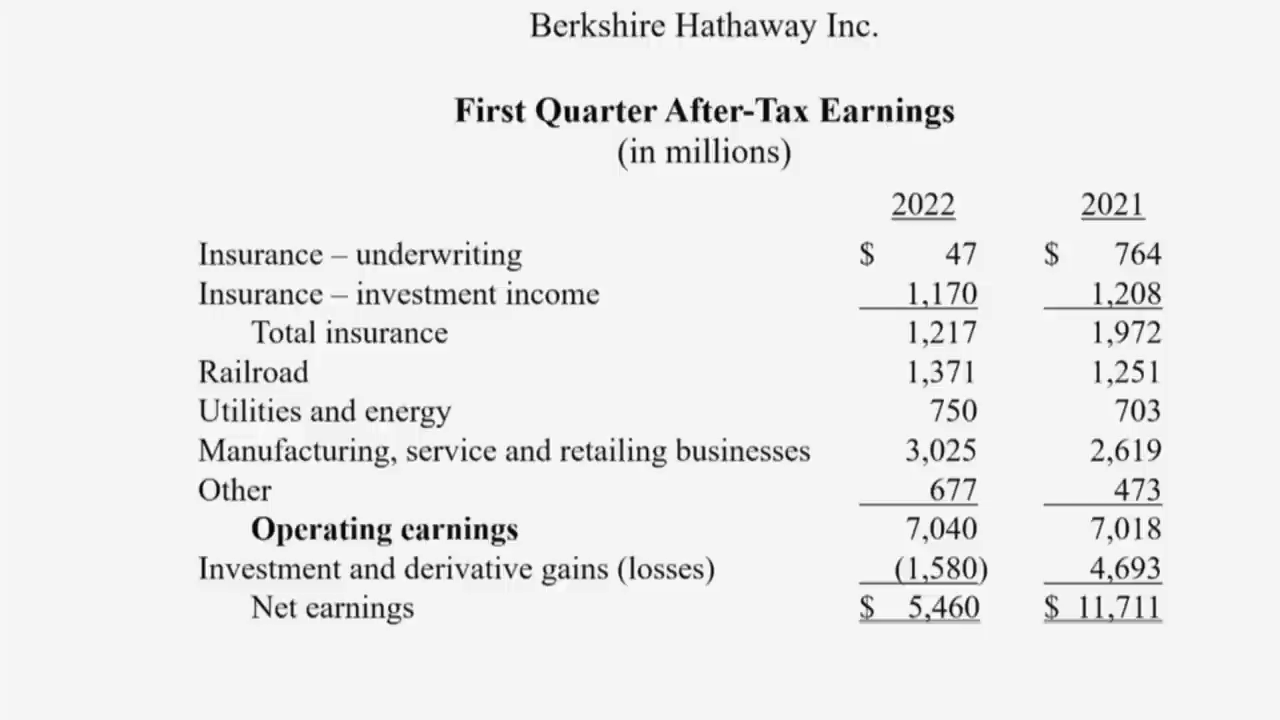 Berkshire Hathaway Inc.
First Quarter After-Tax Earnings
(in millions)
2022 2021
Insurance – underwriting $ 47 $ 764
Insurance – investment income 1,170 1,208
Total insurance 1,217 1,972
Railroad 1,371 1,251
Utilities and energy 750 703
Manufacturing, service and retailing businesses 3,025 2,619
Other 677 473
Operating earnings 7,040 7,018
Investment and derivative gains (losses) (1,580) 4,693
Net earnings $ 5,460 $ 11,711